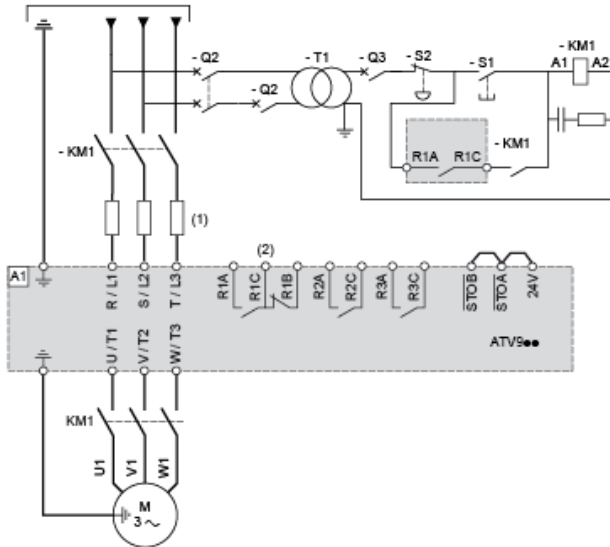 - Q2
- T1
- Q3
- S2
- S1
- KM1
A1
A2
- Q2
- KM1
R1A
R1C
- KM1
(1)
(2)
A1
R / L1
S / L2
T / L3
R1A
R1C
R1B
R2A
R2C
R3A
R3C
STOB
STOA
24V
U / T1
V / T2
W / T3
ATV9●●
KM1
U1
V1
W1
M
3 ~